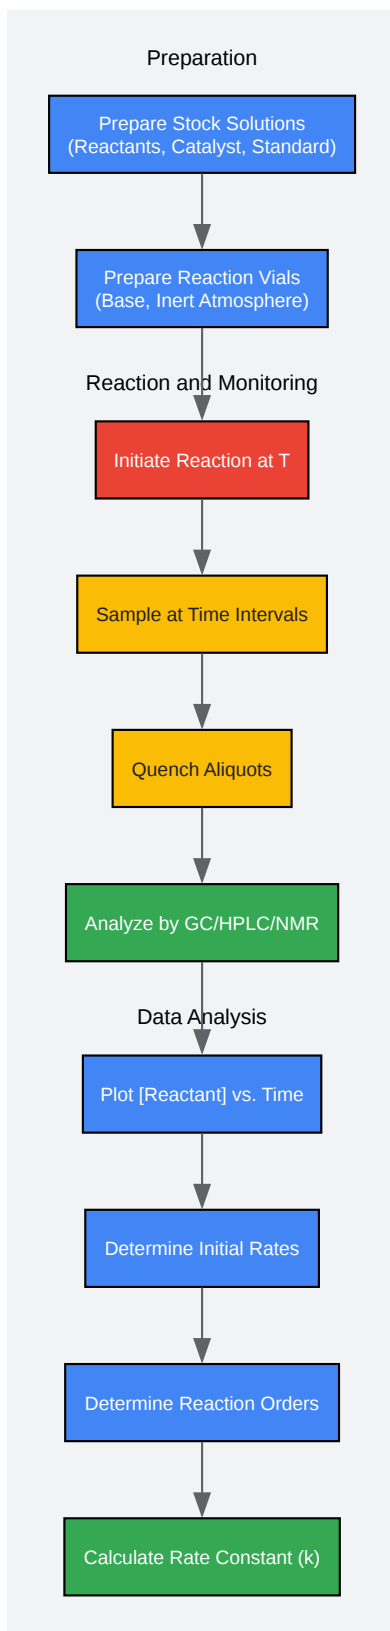 Preparation
Prepare Stock Solutions
(Reactants, Catalyst, Standard)
Prepare Reaction Vials
(Base, Inert Atmosphere)
Reaction and Monitoring
Initiate Reaction at T
Sample at Time Intervals
Quench Aliquots
Analyze by GC/HPLC/NMR
Data Analysis
Plot [Reactant] vs. Time
Determine Initial Rates
Determine Reaction Orders
Calculate Rate Constant (k)